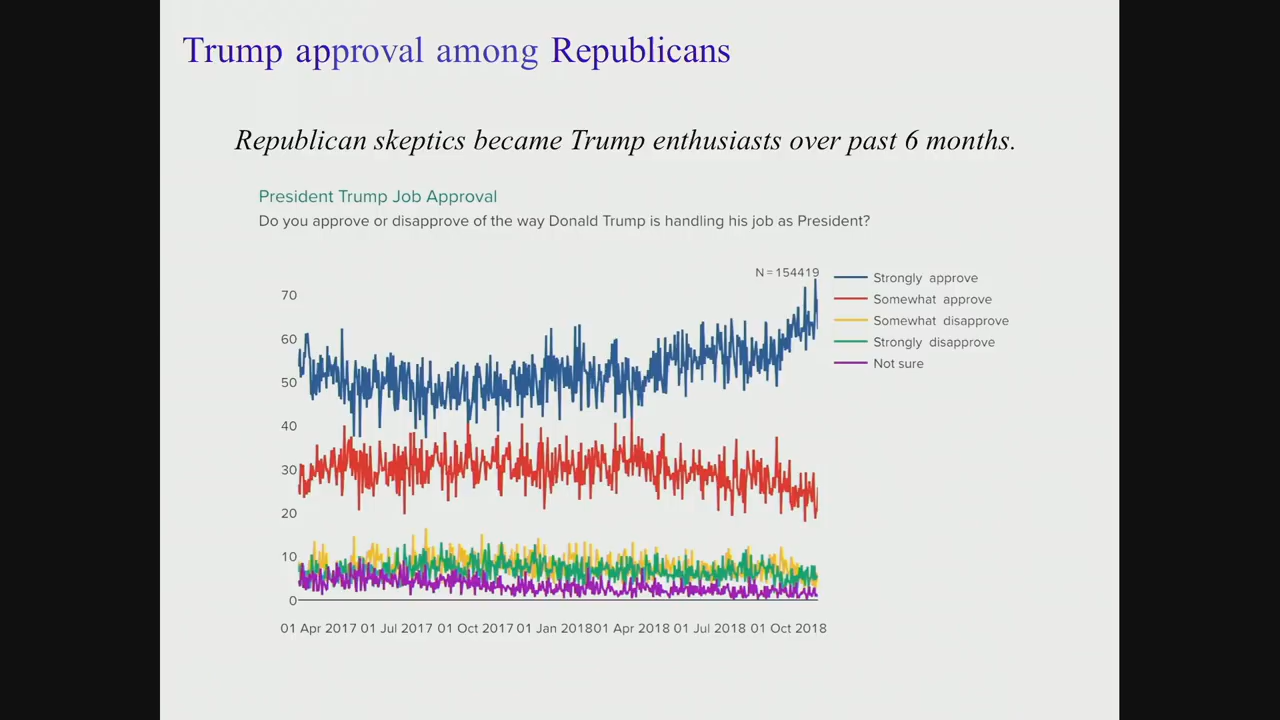 Trump approval among Republicans
Republican skeptics became Trump enthusiasts over past 6 months.
President Trump Job Approval
Do you approve or disapprove of the way Donald Trump is handling his job as President?
N = 154419
Strongly approve
Somewhat approve
Somewhat disapprove
Strongly disapprove
Not sure
70
60
50
40
30
20
10
0
01 Apr 2017 01 Jul 2017 01 Oct 2017 01 Jan 2018 01 Apr 2018 01 Jul 2018 01 Oct 2018